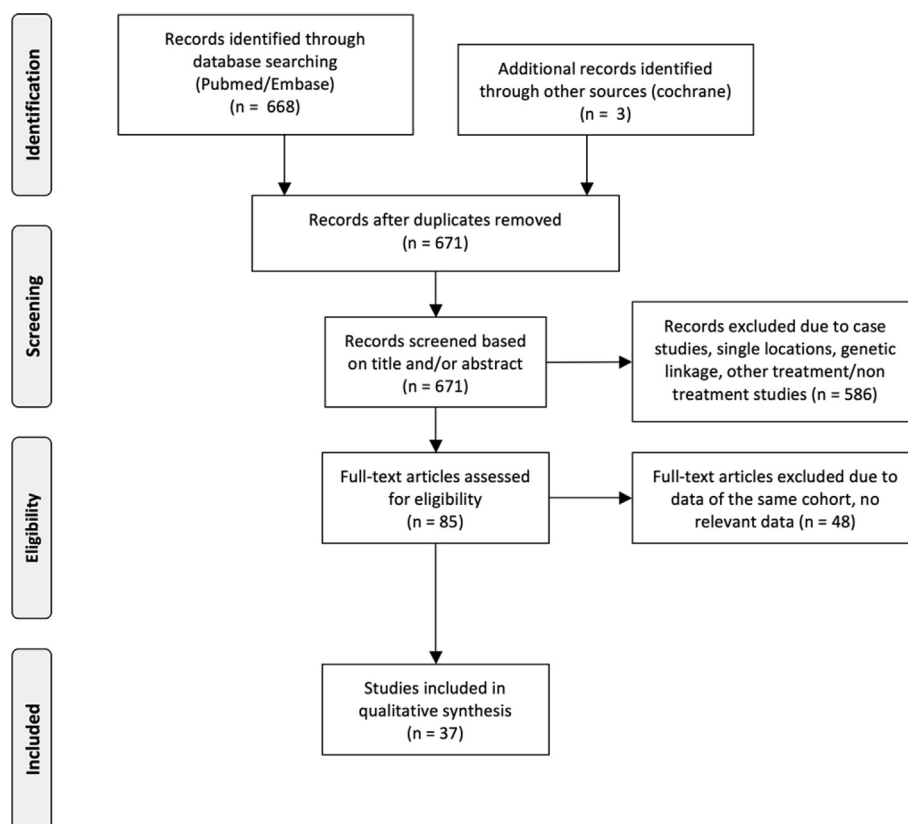 Identification
Records identified through
database searching
(Pubmed/Embase)
(n = 668)
Additional records identified
through other sources (cochrane)
(n = 3)
Screening
Records after duplicates removed
(n = 671)
Records screened based
on title and/or abstract
(n = 671)
Records excluded due to case
studies, single locations, genetic
linkage, other treatment/non
treatment studies (n = 586)
Eligibility
Full-text articles assessed
for eligibility
(n = 85)
Full-text articles excluded due to
data of the same cohort, no
relevant data (n = 48)
Included
Studies included in
qualitative synthesis
(n = 37)